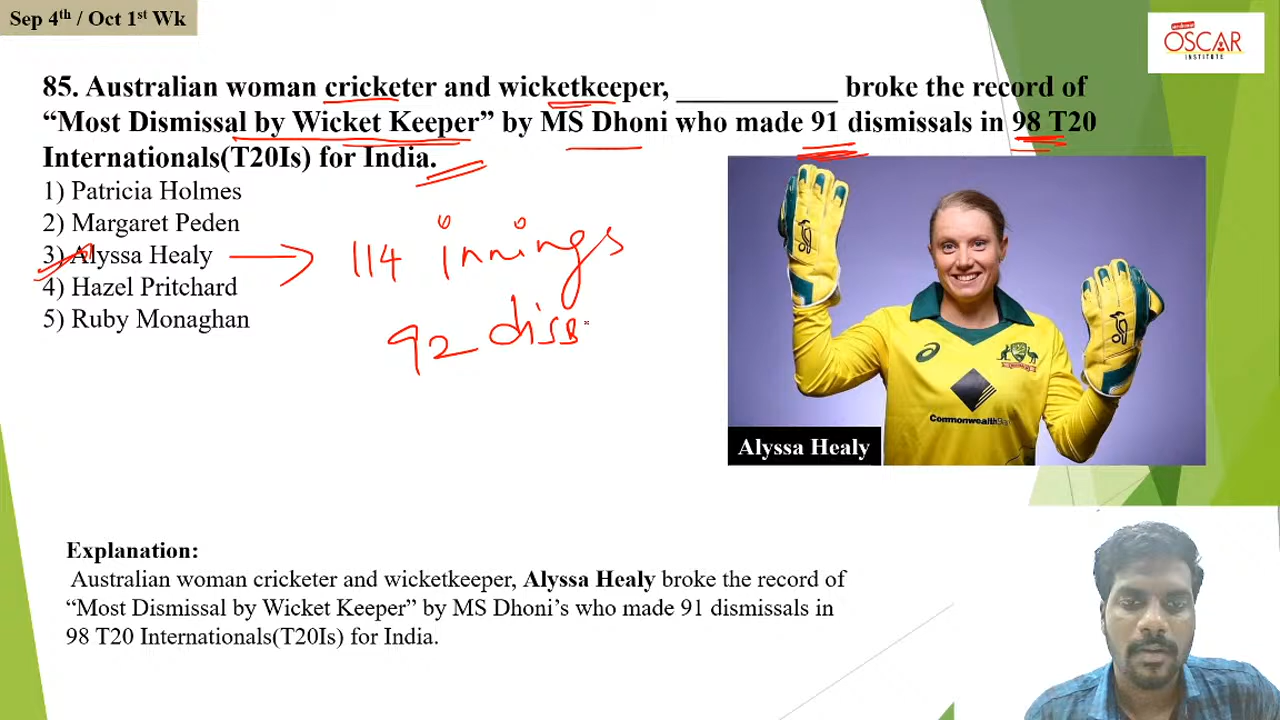 Sep 4th / Oct 1st Wk
OSCAR
INSTITUTE
85. Australian woman cricketer and wicketkeeper, ___________ broke the record of
“Most Dismissal by Wicket Keeper” by MS Dhoni who made 91 dismissals in 98 T20
Internationals(T20Is) for India.
1) Patricia Holmes
2) Margaret Peden
3) Alyssa Healy
4) Hazel Pritchard
5) Ruby Monaghan
114 innings
92 diss
Commonwealth
Alyssa Healy
Explanation:
Australian woman cricketer and wicketkeeper, Alyssa Healy broke the record of
“Most Dismissal by Wicket Keeper” by MS Dhoni’s who made 91 dismissals in
98 T20 Internationals(T20Is) for India.